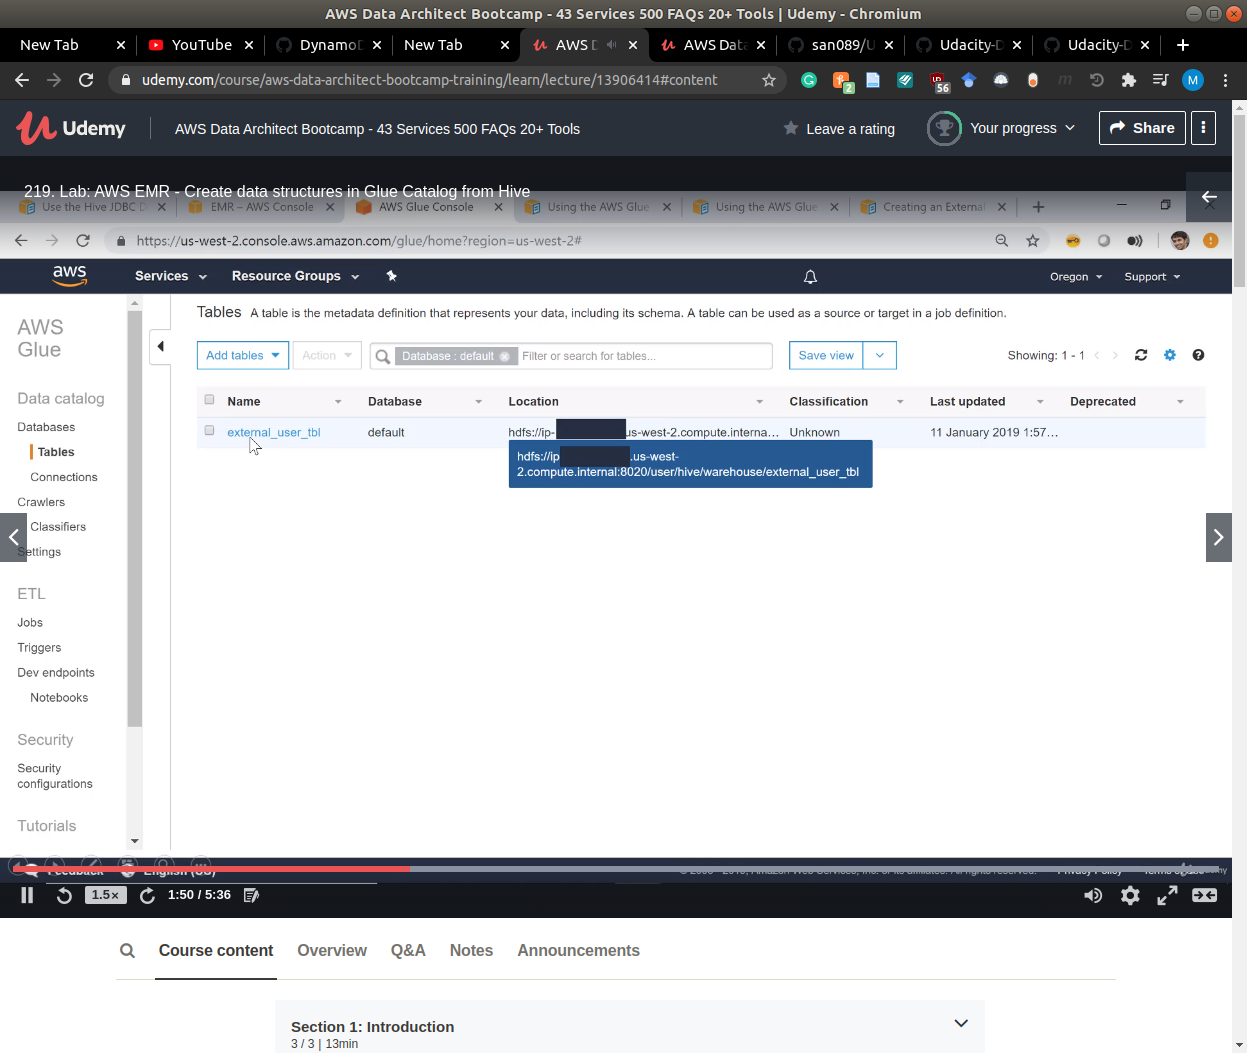 AWS Data Architect Bootcamp - 43 Services 500 FAQs 20+ Tools | Udemy - Chromium
New Tab
YouTube
Dynamo
New Tab
AWS D
AWS Data
san089/U
Udacity-D
Udacity-D
udemy.com/course/aws-data-architect-bootcamp-training/learn/lecture/13906414#content
2
56
M
Udemy
AWS Data Architect Bootcamp - 43 Services 500 FAQs 20+ Tools
Leave a rating
Your progress
Share
219. Lab: AWS EMR - Create data structures in Glue Catalog from Hive
Use the Hive JDBC D
EMR – AWS Console
AWS Glue Console
Using the AWS Glue
Using the AWS Glue
Creating an External
https://us-west-2.console.aws.amazon.com/glue/home?region=us-west-2#
aws
Services
Resource Groups
Oregon
Support
AWS Glue
Data catalog
Databases
Tables
Connections
Crawlers
Classifiers
Settings
ETL
Jobs
Triggers
Dev endpoints
Notebooks
Security
Security configurations
Tutorials
Tables A table is the metadata definition that represents your data, including its schema. A table can be used as a source or target in a job definition.
Add tables
Action
Database : default
Filter or search for tables...
Save view
Showing: 1 - 1
Name
Database
Location
Classification
Last updated
Deprecated
external_user_tbl
default
hdfs://ip-
us-west-2.compute.interna...
Unknown
11 January 2019 1:57...
hdfs://ip
.us-west-
2.compute.internal:8020/user/hive/warehouse/external_user_tbl
Feedback
English (US)
Privacy Policy
1.5×
1:50 / 5:36
Course content
Overview
Q&A
Notes
Announcements
Section 1: Introduction
3 / 3 | 13min